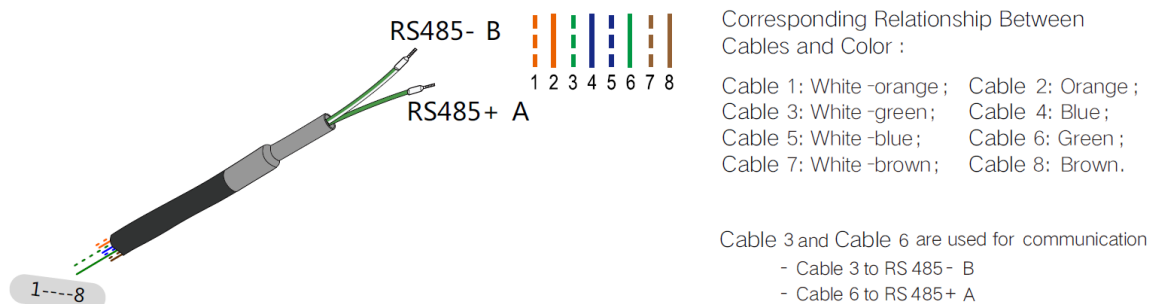 RS485- B
RS485+ A
1 2 3 4 5 6 7 8
1----8
Corresponding Relationship Between
Cables and Color :
Cable 1: White -orange ; Cable 2: Orange ;
Cable 3: White -green; Cable 4: Blue ;
Cable 5: White -blue ; Cable 6: Green ;
Cable 7: White -brown; Cable 8: Brown.
Cable 3 and Cable 6 are used for communication
- Cable 3 to RS 485- B
- Cable 6 to RS 485+ A